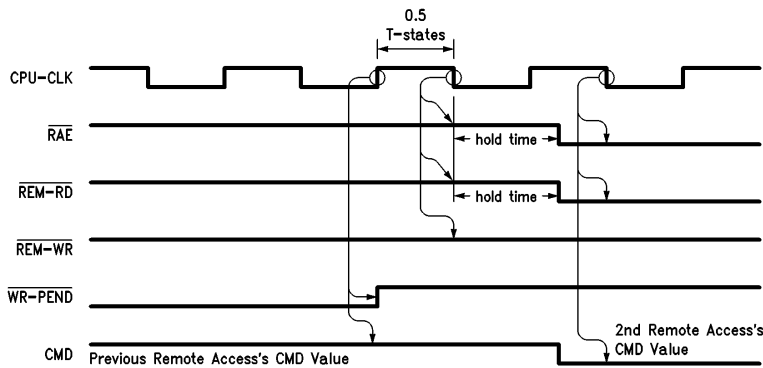 0.5
T-states
CPU-CLK
RAE
hold time
REM-RD
hold time
REM-WR
WR-PEND
2nd Remote Access's
CMD Value
CMD
Previous Remote Access's CMD Value